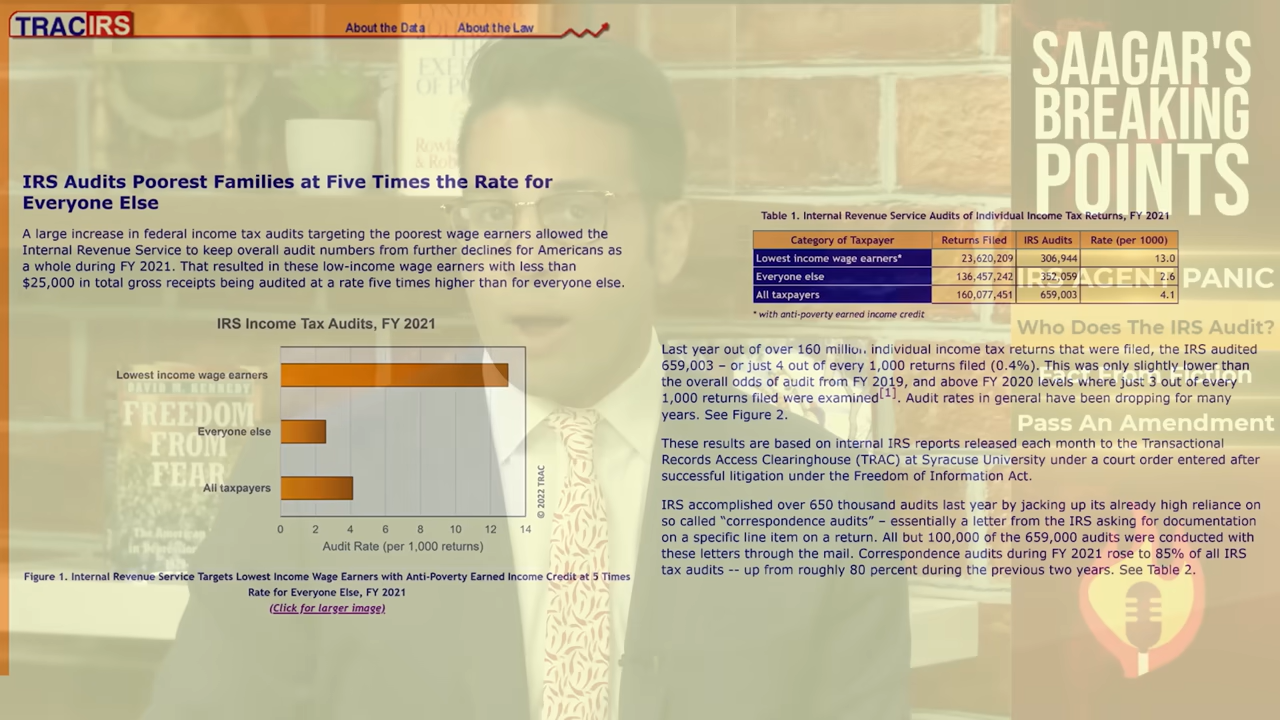 TRACIRS
About the Data
About the Law
IRS Audits Poorest Families at Five Times the Rate for
Everyone Else
A large increase in federal income tax audits targeting the poorest wage earners allowed the
Internal Revenue Service to keep overall audit numbers from further declines for Americans as
a whole during FY 2021. That resulted in these low-income wage earners with less than
$25,000 in total gross receipts being audited at a rate five times higher than for everyone else.
IRS Income Tax Audits, FY 2021
Lowest income wage earners
Everyone else
All taxpayers
0 2 4 6 8 10 12 14
Audit Rate (per 1,000 returns)
© 2022 TRAC
Figure 1. Internal Revenue Service Targets Lowest Income Wage Earners with Anti-Poverty Earned Income Credit at 5 Times
Rate for Everyone Else, FY 2021
(Click for larger image)
Table 1. Internal Revenue Service Audits of Individual Income Tax Returns, FY 2021
Category of Taxpayer Returns Filed IRS Audits Rate (per 1000)
Lowest income wage earners* 23,620,209 306,944 13.0
Everyone else 136,457,242 352,059 2.6
All taxpayers 160,077,451 659,003 4.1
* with anti-poverty earned income credit
Last year out of over 160 million individual income tax returns that were filed, the IRS audited
659,003 – or just 4 out of every 1,000 returns filed (0.4%). This was only slightly lower than
the overall odds of audit from FY 2019, and above FY 2020 levels where just 3 out of every
1,000 returns filed were examined[1]. Audit rates in general have been dropping for many
years. See Figure 2.
These results are based on internal IRS reports released each month to the Transactional
Records Access Clearinghouse (TRAC) at Syracuse University under a court order entered after
successful litigation under the Freedom of Information Act.
IRS accomplished over 650 thousand audits last year by jacking up its already high reliance on
so called “correspondence audits” – essentially a letter from the IRS asking for documentation
on a specific line item on a return. All but 100,000 of the 659,000 audits were conducted with
these letters through the mail. Correspondence audits during FY 2021 rose to 85% of all IRS
tax audits -- up from roughly 80 percent during the previous two years. See Table 2.
SAAGAR'S
BREAKING
POINTS
IRS AGENT PANIC
Who Does The IRS Audit?
Fact From Fiction
Pass An Amendment
DAVID M. KENNEDY
FREEDOM
FROM
FEAR
The American